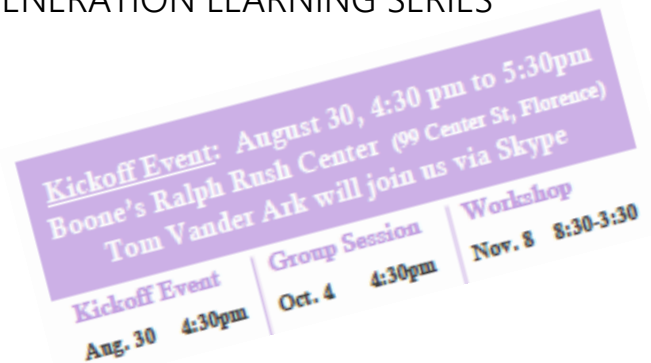 ENERATION LEARNING SERIES
Kickoff Event: August 30, 4:30 pm to 5:30pm
Boone's Ralph Rush Center (99 Center St, Florence)
Tom Vander Ark will join us via Skype
Kickoff Event
Aug. 30 4:30pm
Group Session
Oct. 4 4:30pm
Workshop
Nov. 8 8:30-3:30